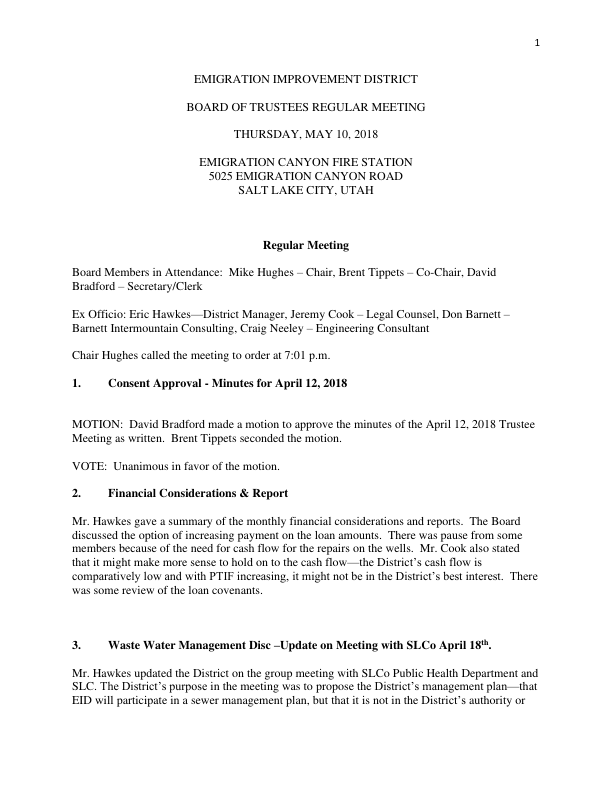 1
EMIGRATION IMPROVEMENT DISTRICT
BOARD OF TRUSTEES REGULAR MEETING
THURSDAY, MAY 10, 2018
EMIGRATION CANYON FIRE STATION
5025 EMIGRATION CANYON ROAD
SALT LAKE CITY, UTAH
Regular Meeting
Board Members in Attendance:  Mike Hughes – Chair, Brent Tippets – Co-Chair, David
Bradford – Secretary/Clerk
Ex Officio: Eric Hawkes—District Manager, Jeremy Cook – Legal Counsel, Don Barnett –
Barnett Intermountain Consulting, Craig Neeley – Engineering Consultant
Chair Hughes called the meeting to order at 7:01 p.m.
1. Consent Approval - Minutes for April 12, 2018
MOTION:  David Bradford made a motion to approve the minutes of the April 12, 2018 Trustee
Meeting as written.  Brent Tippets seconded the motion.
VOTE:  Unanimous in favor of the motion.
2. Financial Considerations & Report
Mr. Hawkes gave a summary of the monthly financial considerations and reports.  The Board
discussed the option of increasing payment on the loan amounts.  There was pause from some
members because of the need for cash flow for the repairs on the wells.  Mr. Cook also stated
that it might make more sense to hold on to the cash flow—the District's cash flow is
comparatively low and with PTIF increasing, it might not be in the District's best interest.  There
was some review of the loan covenants.
3. Waste Water Management Disc –Update on Meeting with SLCo April 18th.
Mr. Hawkes updated the District on the group meeting with SLCo Public Health Department and
SLC. The District's purpose in the meeting was to propose the District's management plan—that
EID will participate in a sewer management plan, but that it is not in the District's authority or